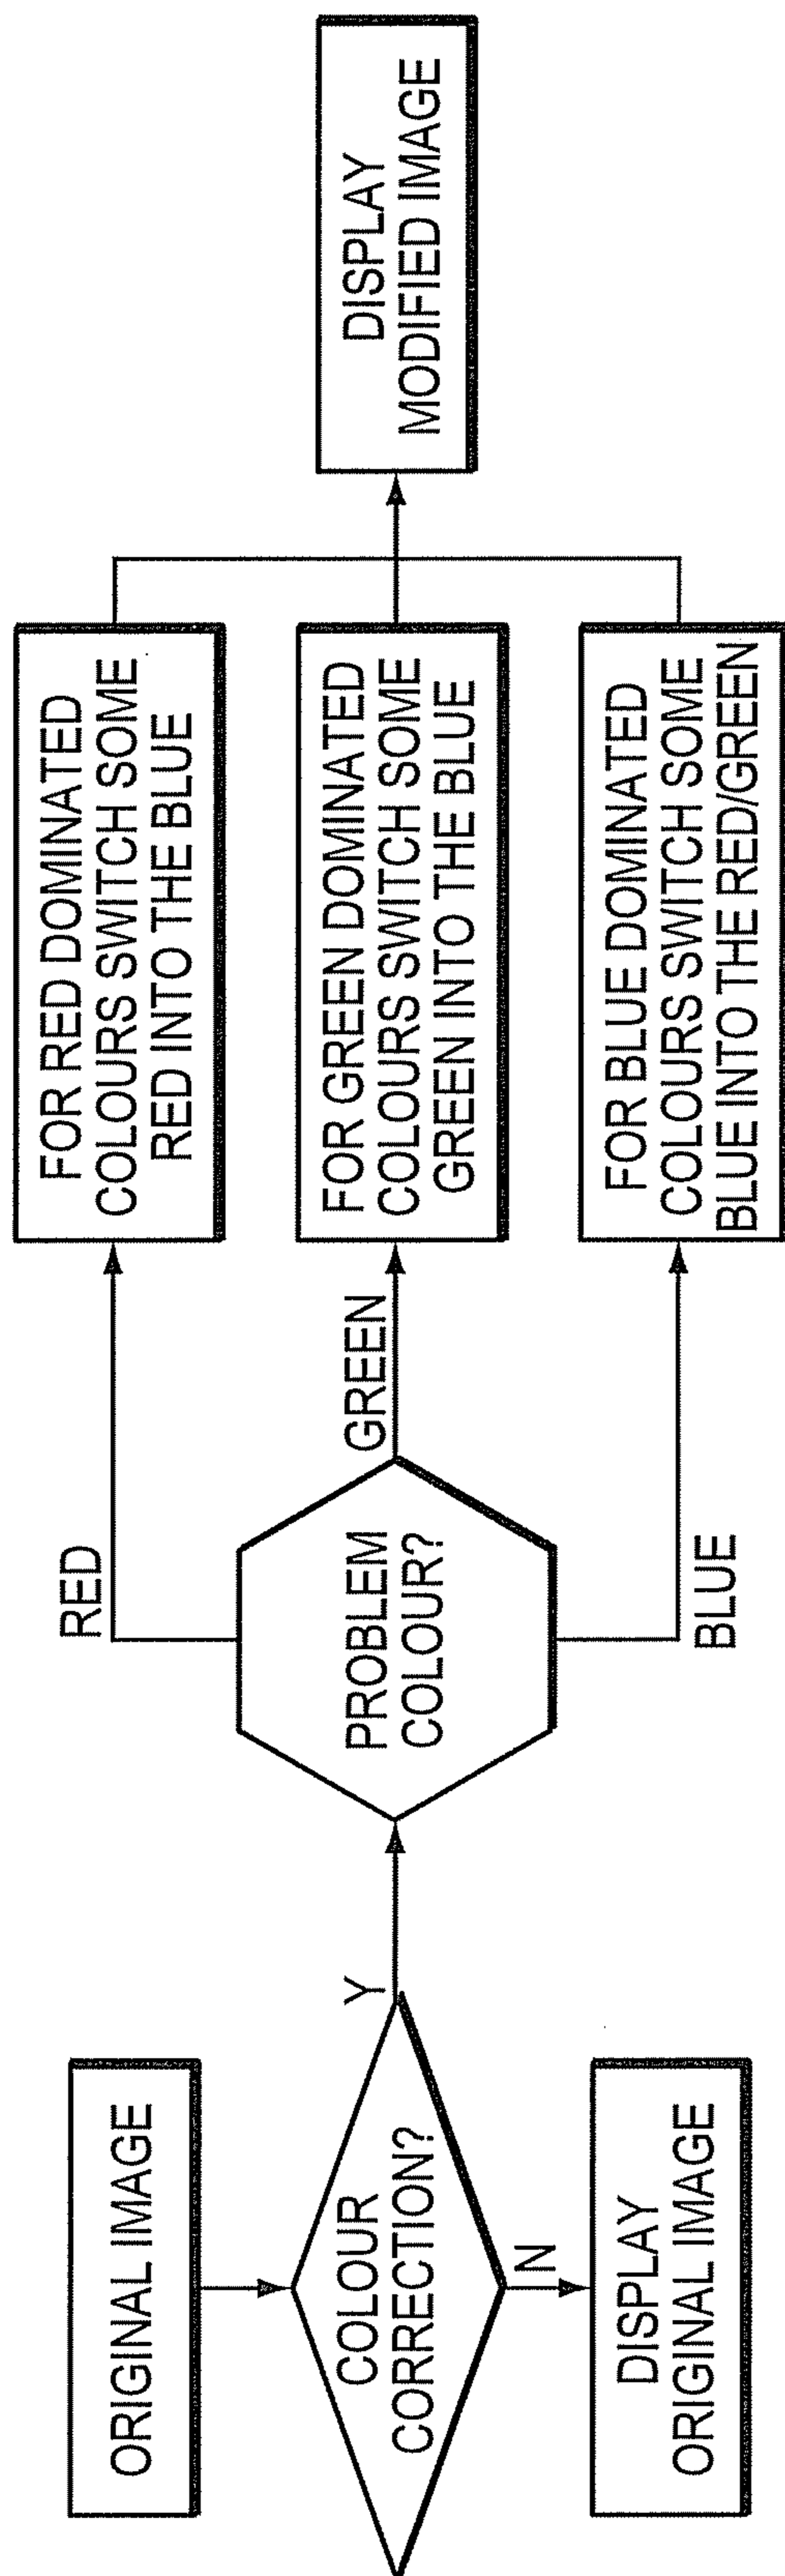 ORIGINAL IMAGE
COLOUR
CORRECTION?
Y
N
DISPLAY
ORIGINAL IMAGE
PROBLEM
COLOUR?
RED
GREEN
BLUE
FOR RED DOMINATED
COLOURS SWITCH SOME
RED INTO THE BLUE
FOR GREEN DOMINATED
COLOURS SWITCH SOME
GREEN INTO THE BLUE
FOR BLUE DOMINATED
COLOURS SWITCH SOME
BLUE INTO THE RED/GREEN
DISPLAY
MODIFIED IMAGE